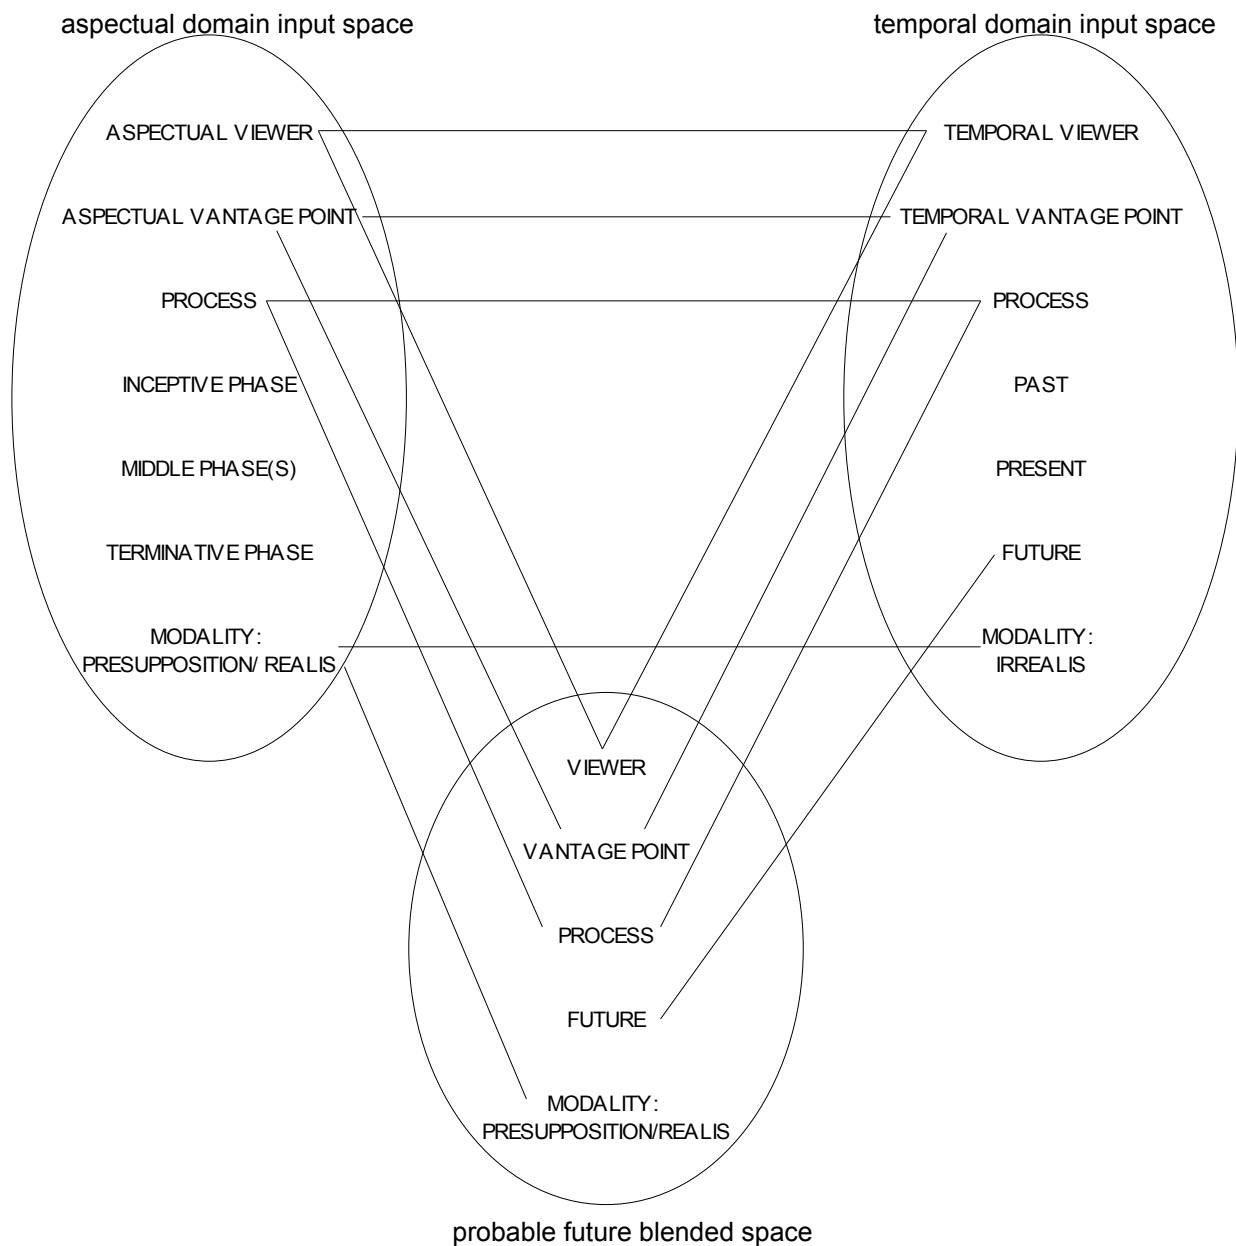 aspectual domain input space
temporal domain input space
ASPECTUAL VIEWER
ASPECTUAL VANTAGE POINT
PROCESS
INCEPTIVE PHASE
MIDDLE PHASE(S)
TERMINATIVE PHASE
MODALITY:
PRESUPPOSITION/ REALIS
TEMPORAL VIEWER
TEMPORAL VANTAGE POINT
PROCESS
PAST
PRESENT
FUTURE
MODALITY:
IRREALIS
VIEWER
VANTAGE POINT
PROCESS
FUTURE
MODALITY:
PRESUPPOSITION/REALIS
probable future blended space